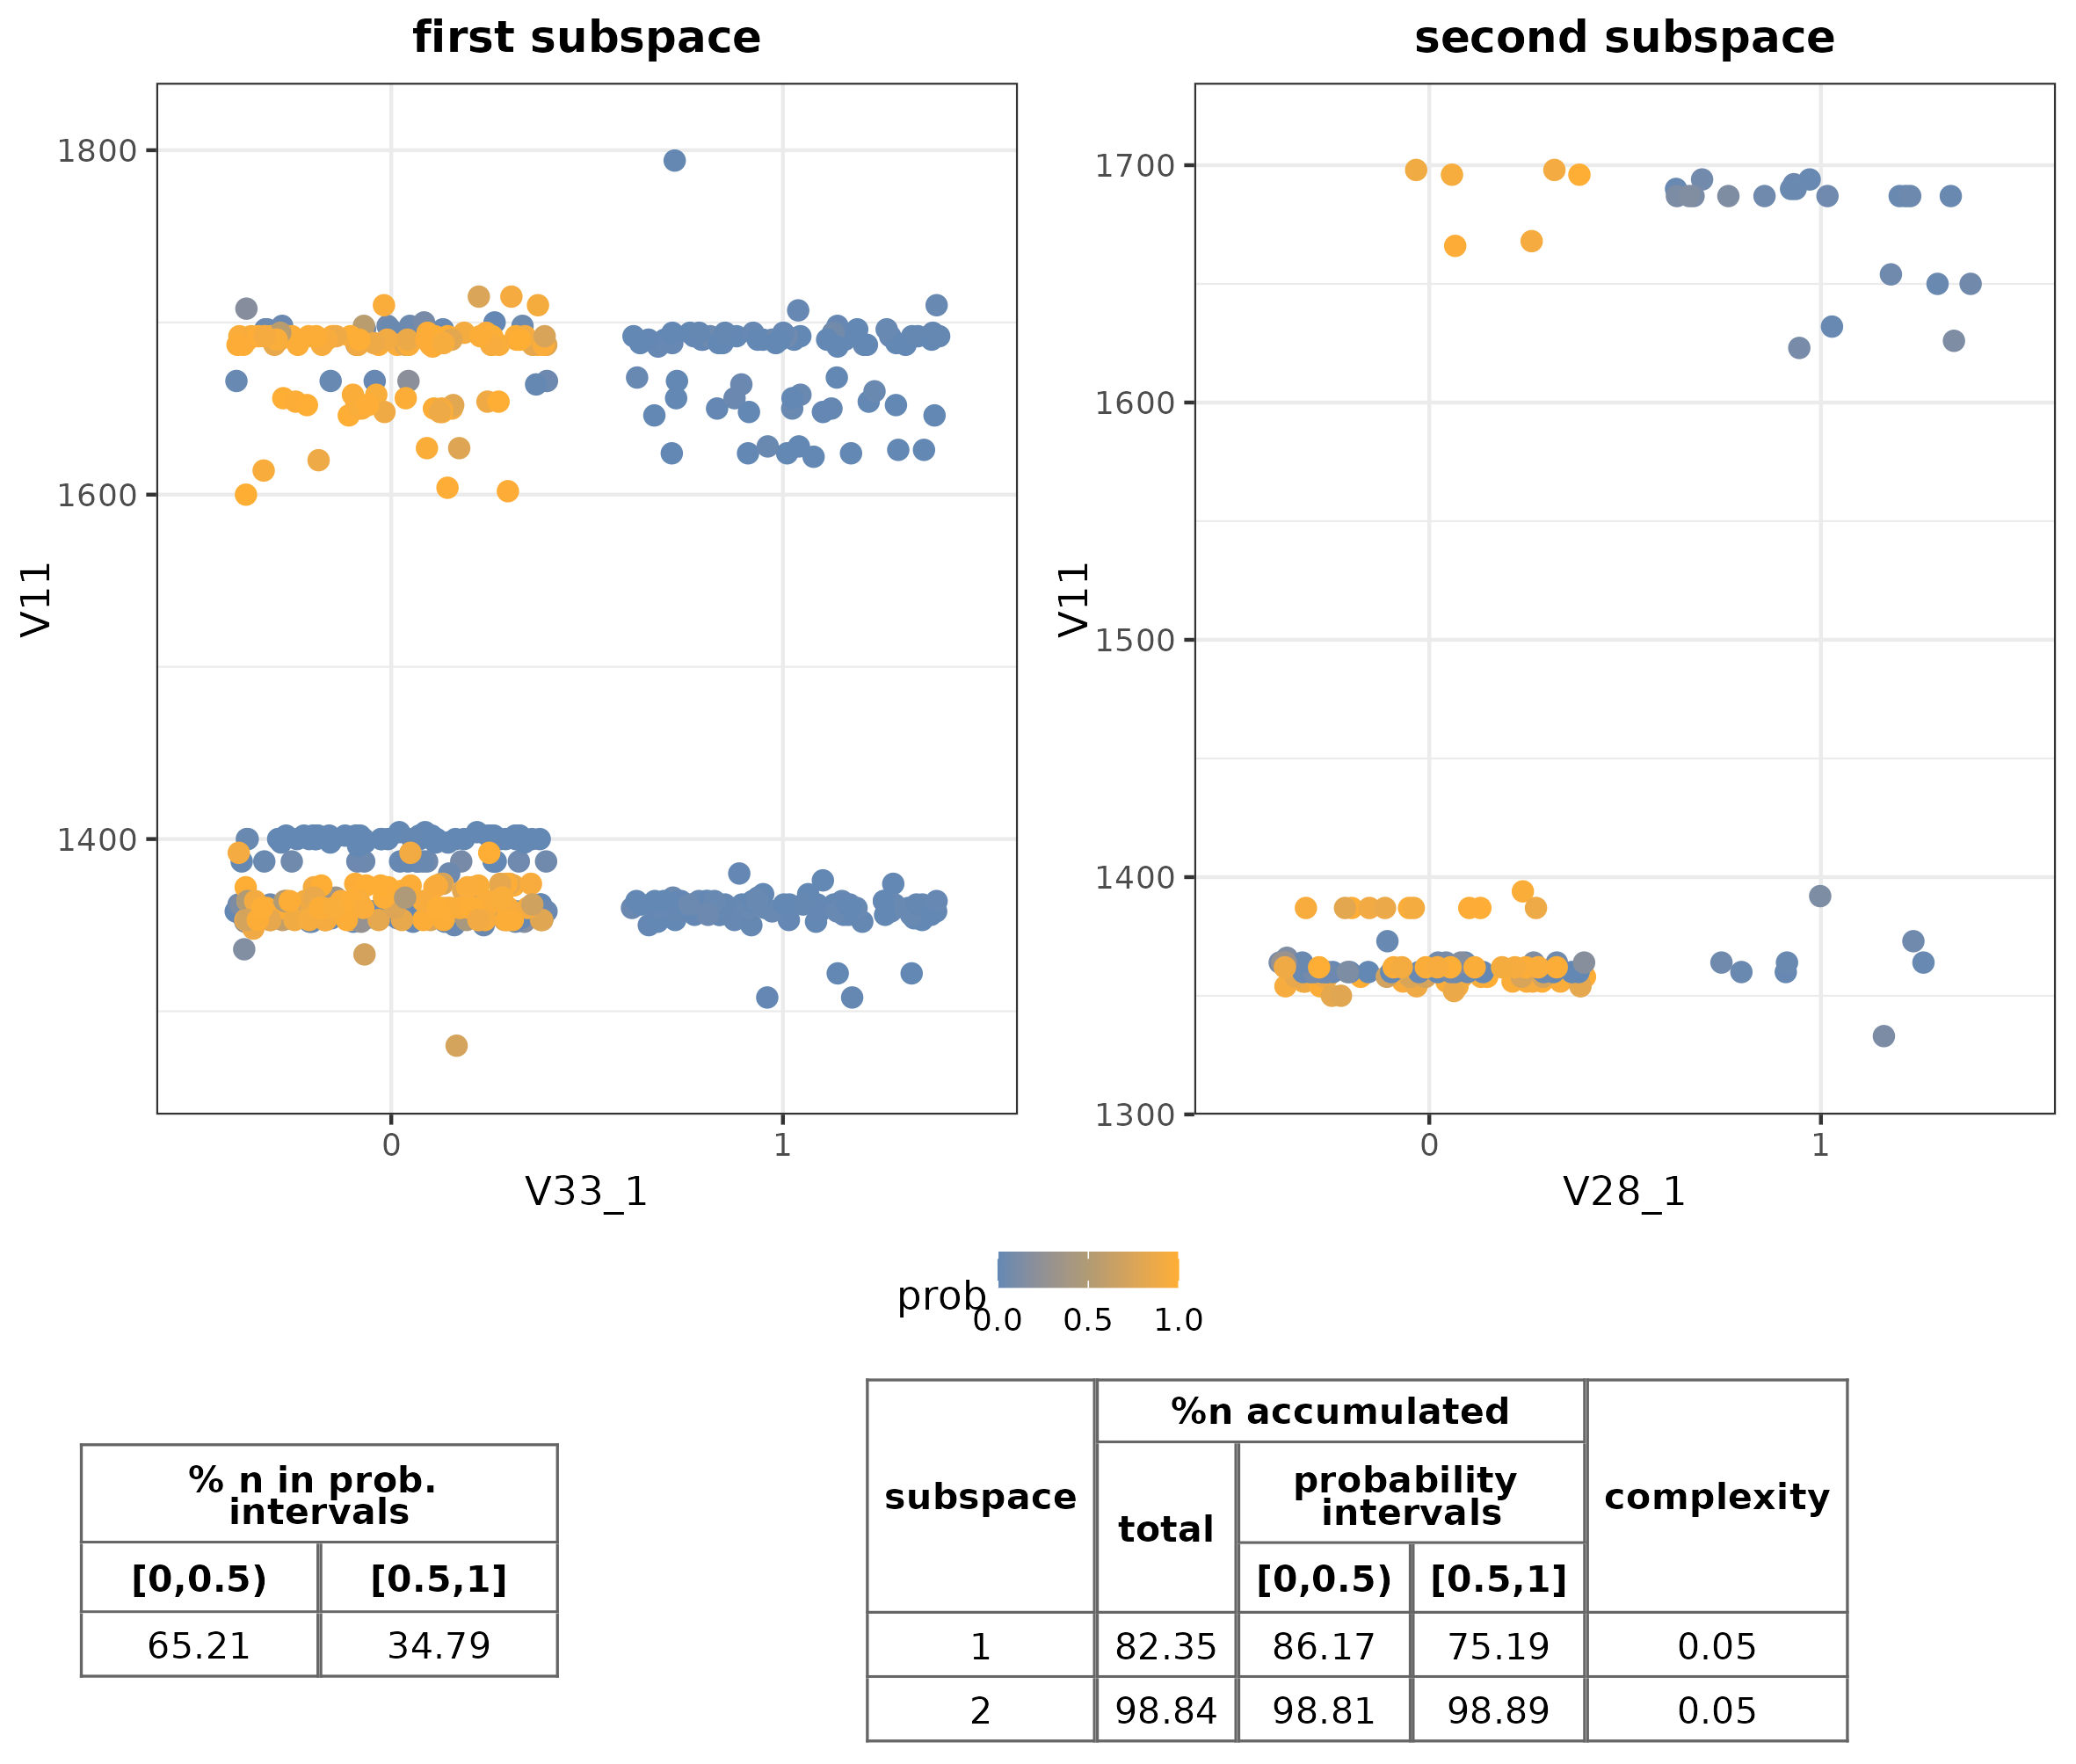 first subspace
second subspace
1800
1600
1400
V11
0
1
V33_1
1700
1600
1500
1400
1300
V11
0
1
V28_1
prob
0.0 0.5 1.0
% n in prob.
intervals
[0,0.5) [0.5,1]
65.21 34.79
subspace
%n accumulated
total
probability
intervals
[0,0.5) [0.5,1]
complexity
1 82.35 86.17 75.19 0.05
2 98.84 98.81 98.89 0.05